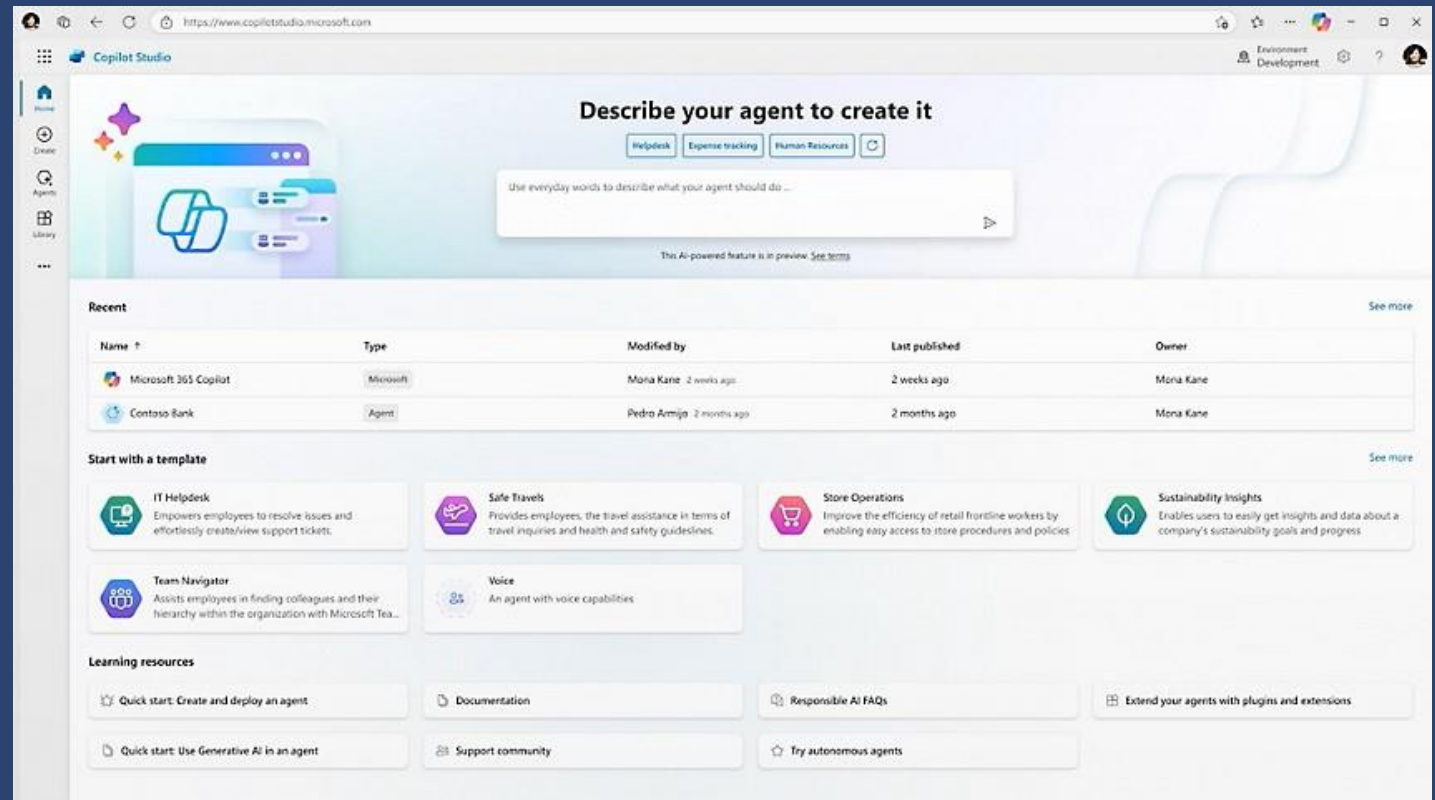 https://www.copilotstudio.microsoft.com
Copilot Studio
Environment
Development
Home
Create
Agents
Library
Describe your agent to create it
Helpdesk
Expense tracking
Human Resources
Use everyday words to describe what your agent should do ...
This AI-powered feature is in preview. See terms
Recent
See more
Name ↑ Type Modified by Last published Owner
Microsoft 365 Copilot Microsoft Mona Kane 2 weeks ago 2 weeks ago Mona Kane
Contoso Bank Agent Pedro Armijo 2 months ago 2 months ago Mona Kane
Start with a template
See more
IT Helpdesk
Empowers employees to resolve issues and
effortlessly create/view support tickets.
Safe Travels
Provides employees, the travel assistance in terms of
travel inquiries and health and safety guideslines.
Store Operations
Improve the efficiency of retail frontline workers by
enabling easy access to store procedures and policies
Sustainability Insights
Enables users to easily get insights and data about a
company's sustainability goals and progress
Team Navigator
Assists employees in finding colleagues and their
hierarchy within the organization with Microsoft Tea...
Voice
An agent with voice capabilities
Learning resources
Quick start: Create and deploy an agent
Documentation
Responsible AI FAQs
Extend your agents with plugins and extensions
Quick start: Use Generative AI in an agent
Support community
Try autonomous agents